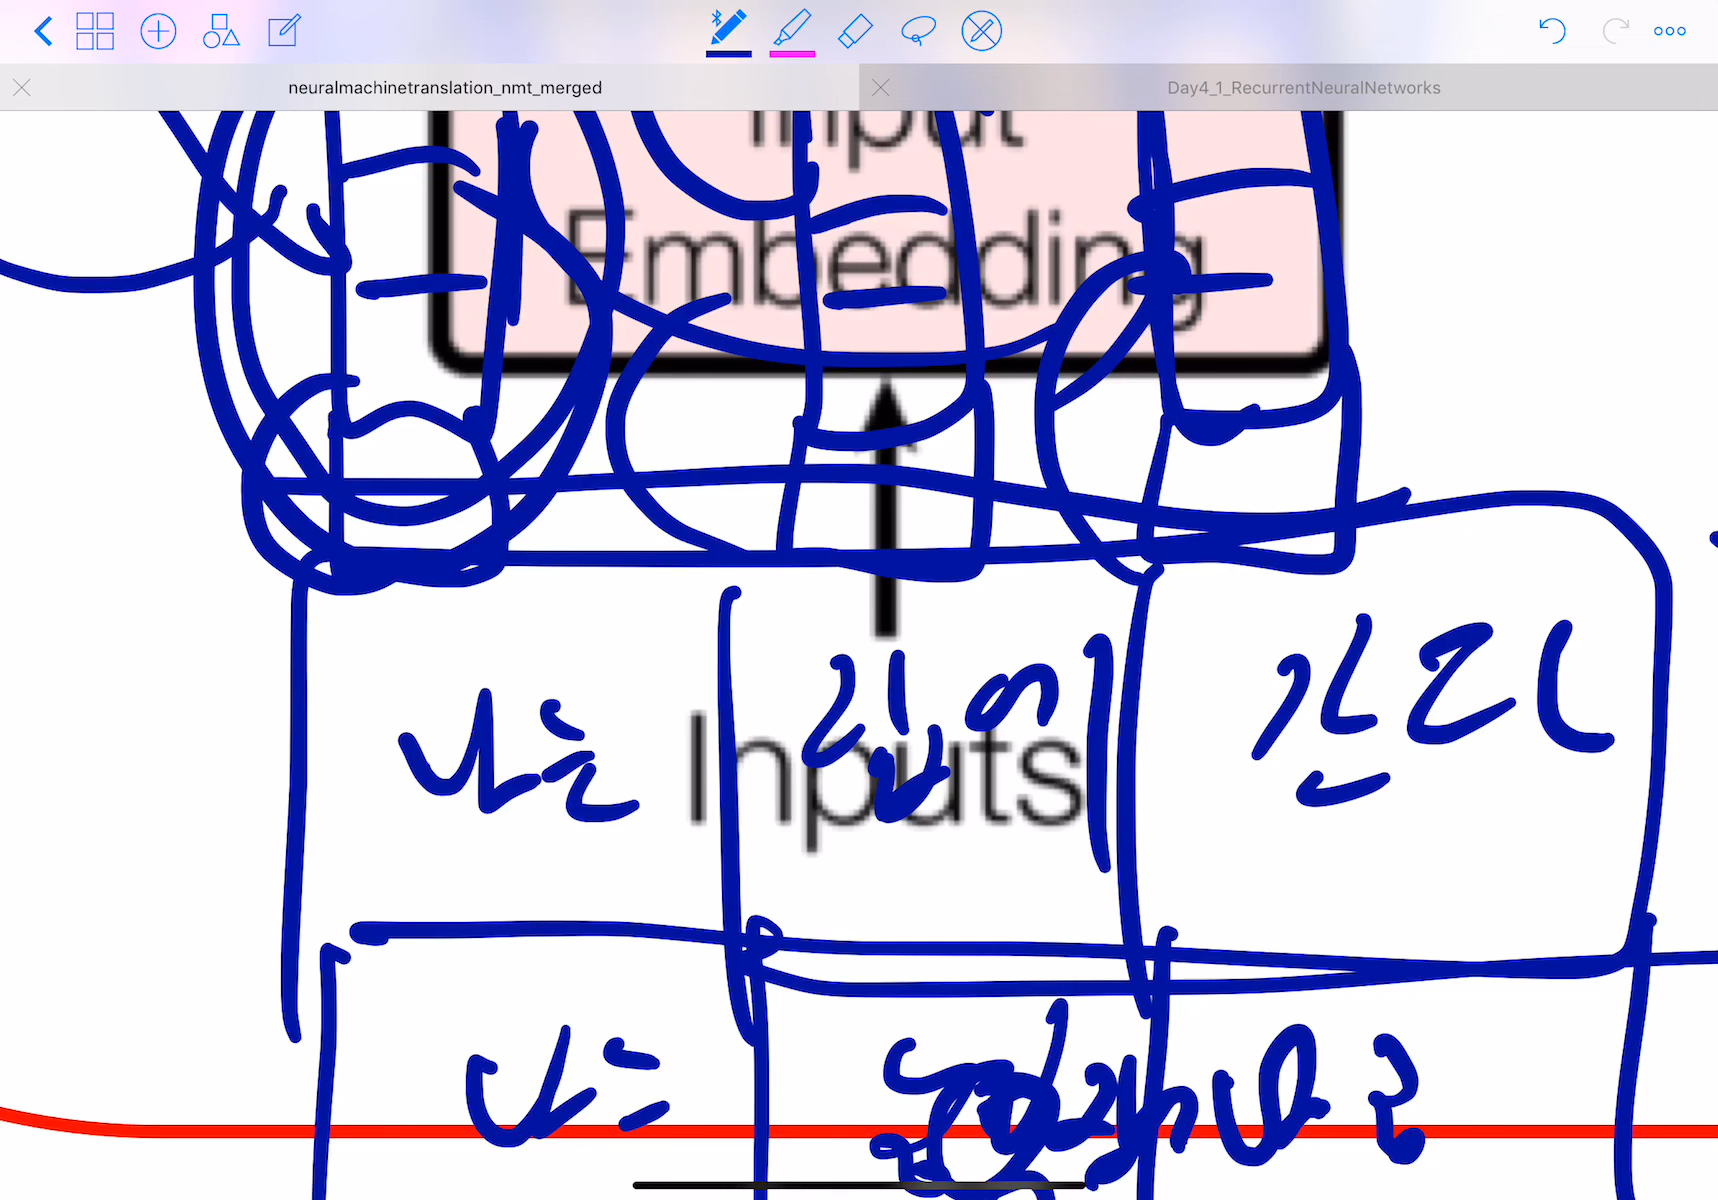 neuralmachinetranslation_nmt_merged
Day4_1_RecurrentNeuralNetworks
Input
Embedding
나는 집에 간다
Inputs
나는